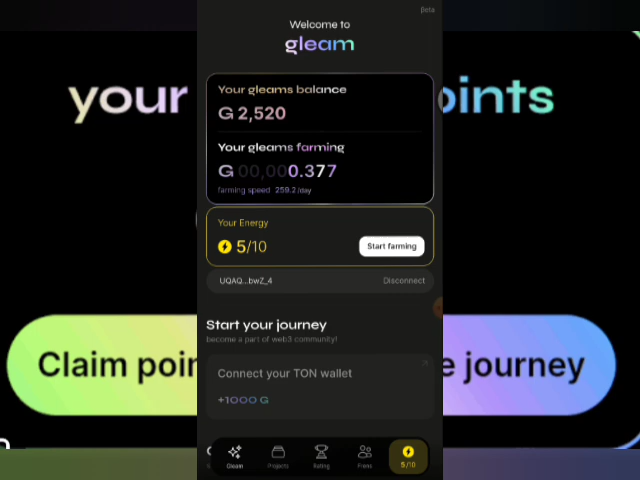 Beta
Welcome to
gleam
your
oints
Your gleams balance
G 2,520
Your gleams farming
G 00,000.377
farming speed 259.2 /day
Your Energy
5/10
Start farming
UQAQ...bwZ_4
Disconnect
Start your journey
become a part of web3 community!
Claim poin
e journey
Connect your TON wallet
+1000 G
Gleam
Projects
Rating
Frens
5/10